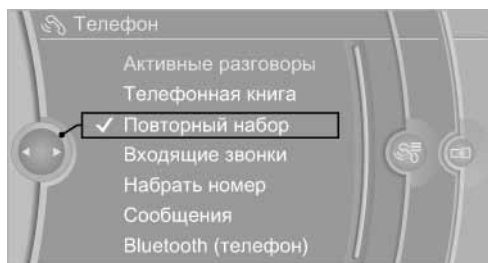 Телефон
Активные разговоры
Телефонная книга
Повторный набор
Входящие звонки
Набрать номер
Сообщения
Bluetooth (телефон)